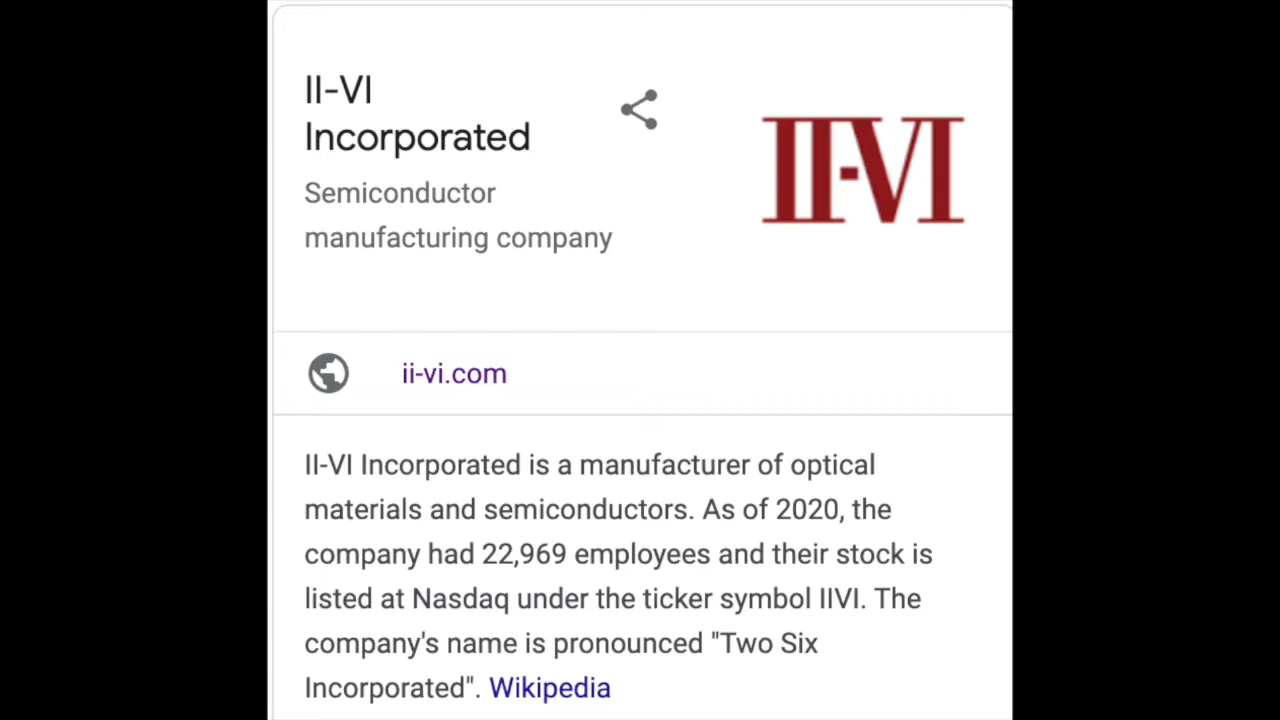 II-VI
Incorporated
Semiconductor
manufacturing company
II-VI
ii-vi.com
II-VI Incorporated is a manufacturer of optical
materials and semiconductors. As of 2020, the
company had 22,969 employees and their stock is
listed at Nasdaq under the ticker symbol IIVI. The
company's name is pronounced "Two Six
Incorporated". Wikipedia